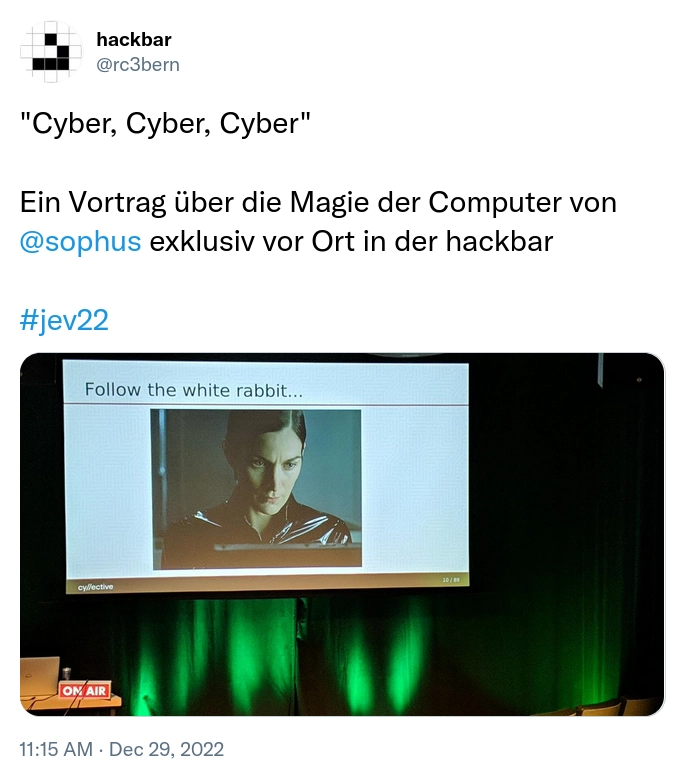 hackbar
@rc3bern
"Cyber, Cyber, Cyber"
Ein Vortrag über die Magie der Computer von
@sophus exklusiv vor Ort in der hackbar
#jev22
Follow the white rabbit...
cy//ective
10 / 89
ON AIR
11:15 AM · Dec 29, 2022